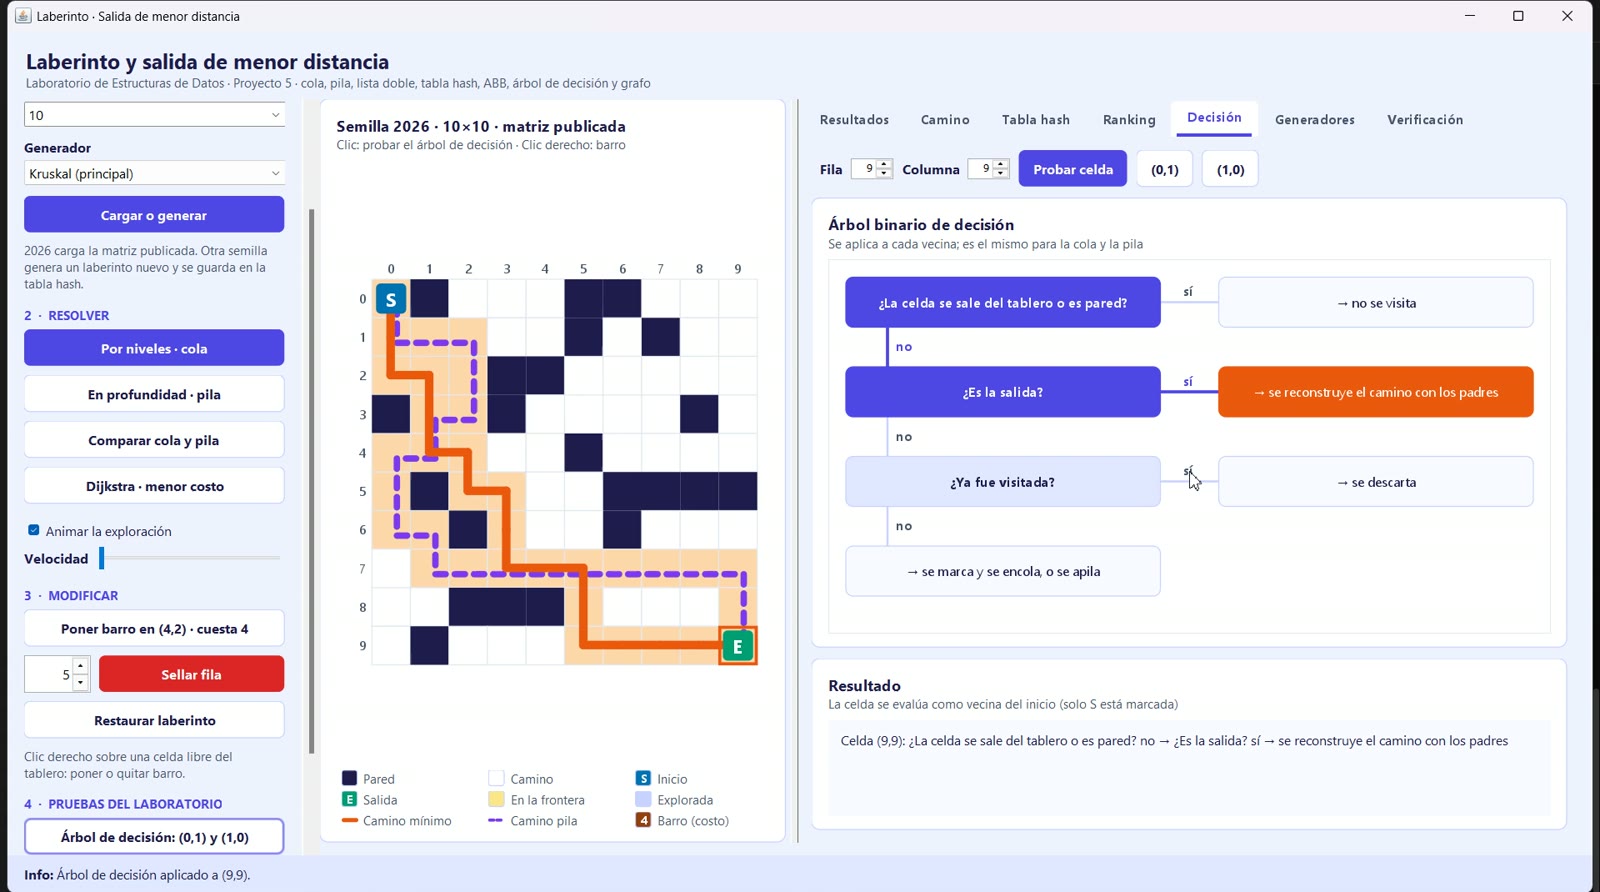 Laberinto · Salida de menor distancia
Laberinto y salida de menor distancia
Laboratorio de Estructuras de Datos · Proyecto 5 · cola, pila, lista doble, tabla hash, ABB, árbol de decisión y grafo
10
Generador
Kruskal (principal)
Cargar o generar
2026 carga la matriz publicada. Otra semilla
genera un laberinto nuevo y se guarda en la
tabla hash.
2 · RESOLVER
Por niveles · cola
En profundidad · pila
Comparar cola y pila
Dijkstra · menor costo
Animar la exploración
Velocidad
3 · MODIFICAR
Poner barro en (4,2) · cuesta 4
5 Sellar fila
Restaurar laberinto
Clic derecho sobre una celda libre del
tablero: poner o quitar barro.
4 · PRUEBAS DEL LABORATORIO
Árbol de decisión: (0,1) y (1,0)
Semilla 2026 · 10×10 · matriz publicada
Clic: probar el árbol de decisión · Clic derecho: barro
0 1 2 3 4 5 6 7 8 9
0 S
1
2
3
4
5
6
7
8
9 E
Pared Camino S Inicio
E Salida En la frontera Explorada
Camino mínimo Camino pila 4 Barro (costo)
Resultados Camino Tabla hash Ranking Decisión Generadores Verificación
Fila 9 Columna 9 Probar celda (0,1) (1,0)
Árbol binario de decisión
Se aplica a cada vecina; es el mismo para la cola y la pila
¿La celda se sale del tablero o es pared? sí → no se visita
no
¿Es la salida? sí → se reconstruye el camino con los padres
no
¿Ya fue visitada? sí → se descarta
no
→ se marca y se encola, o se apila
Resultado
La celda se evalúa como vecina del inicio (solo S está marcada)
Celda (9,9): ¿La celda se sale del tablero o es pared? no → ¿Es la salida? sí → se reconstruye el camino con los padres
Info: Árbol de decisión aplicado a (9,9).